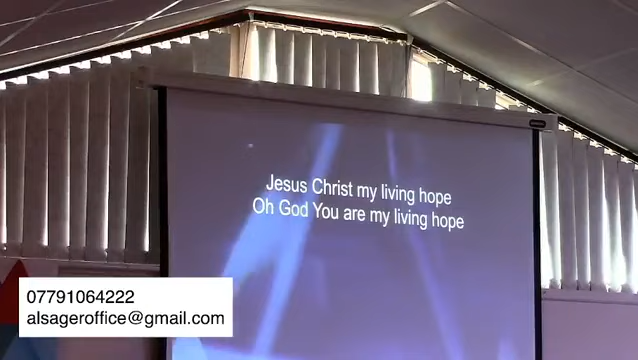 Jesus Christ my living hope
Oh God You are my living hope
07791064222
alsageroffice@gmail.com